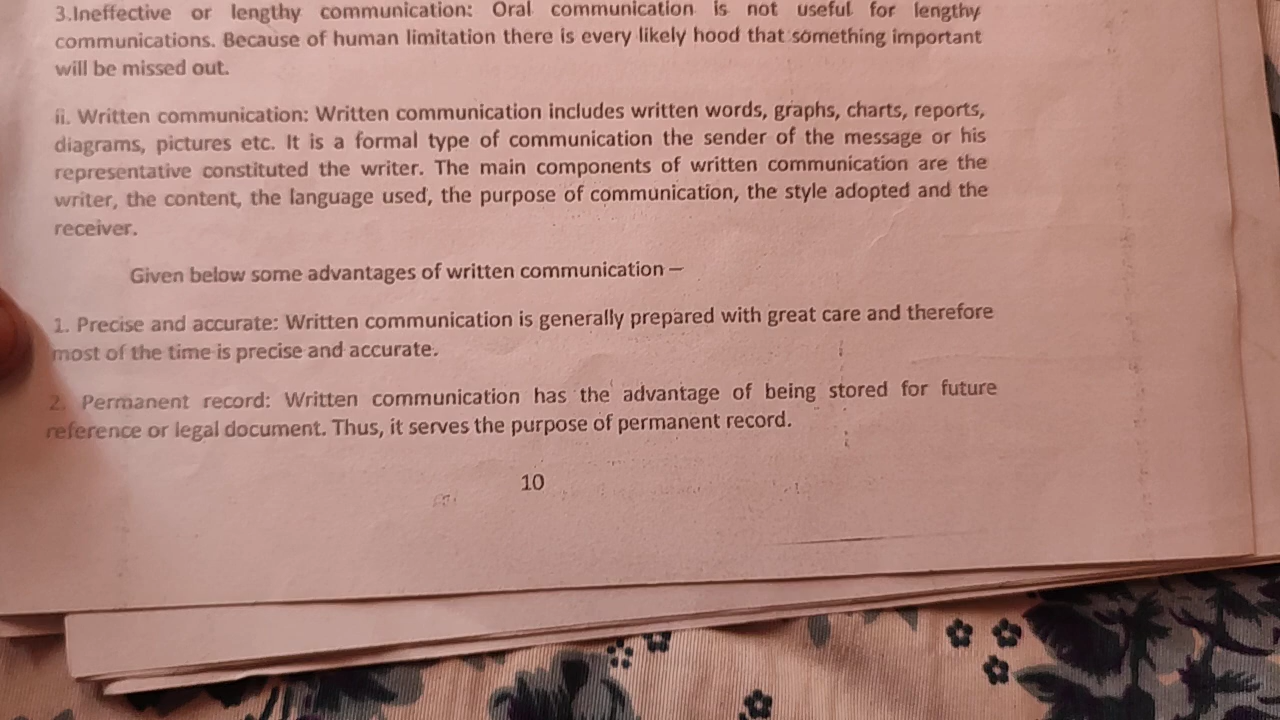 3.Ineffective or lengthy communication: Oral communication is not useful for lengthy
communications. Because of human limitation there is every likely hood that something important
will be missed out.
ii. Written communication: Written communication includes written words, graphs, charts, reports,
diagrams, pictures etc. It is a formal type of communication the sender of the message or his
representative constituted the writer. The main components of written communication are the
writer, the content, the language used, the purpose of communication, the style adopted and the
receiver.
Given below some advantages of written communication –
1. Precise and accurate: Written communication is generally prepared with great care and therefore
most of the time is precise and accurate.
2. Permanent record: Written communication has the advantage of being stored for future
reference or legal document. Thus, it serves the purpose of permanent record.
10